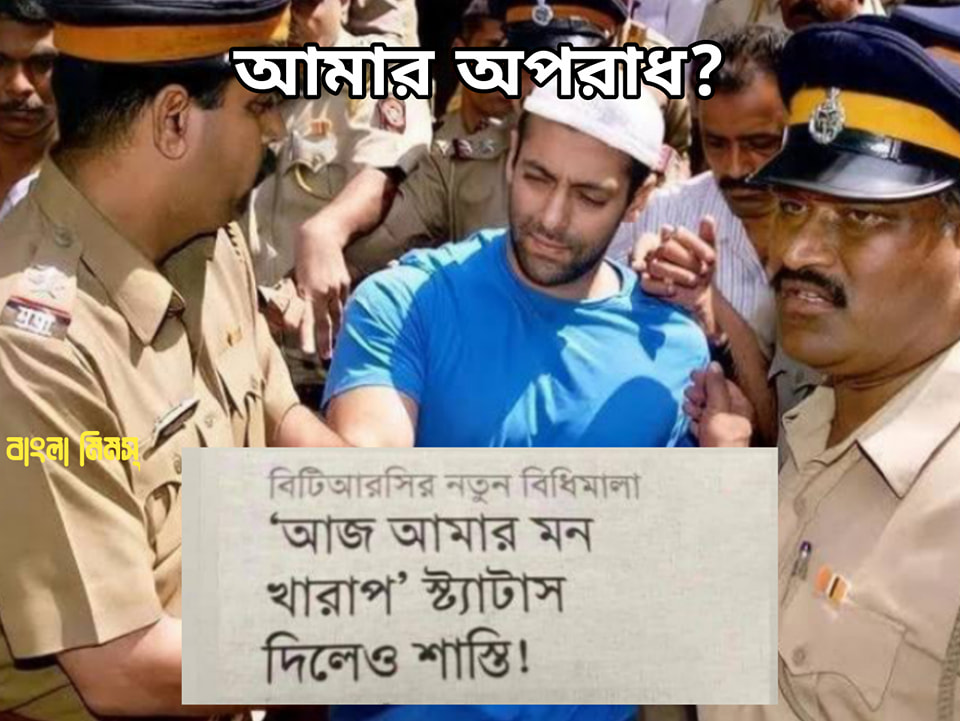 আমার অপরাধ?
বাংলা মিমস্
বিটিআরসির নতুন বিধিমালা
‘আজ আমার মন
খারাপ’ স্ট্যাটাস
দিলেও শাস্তি!